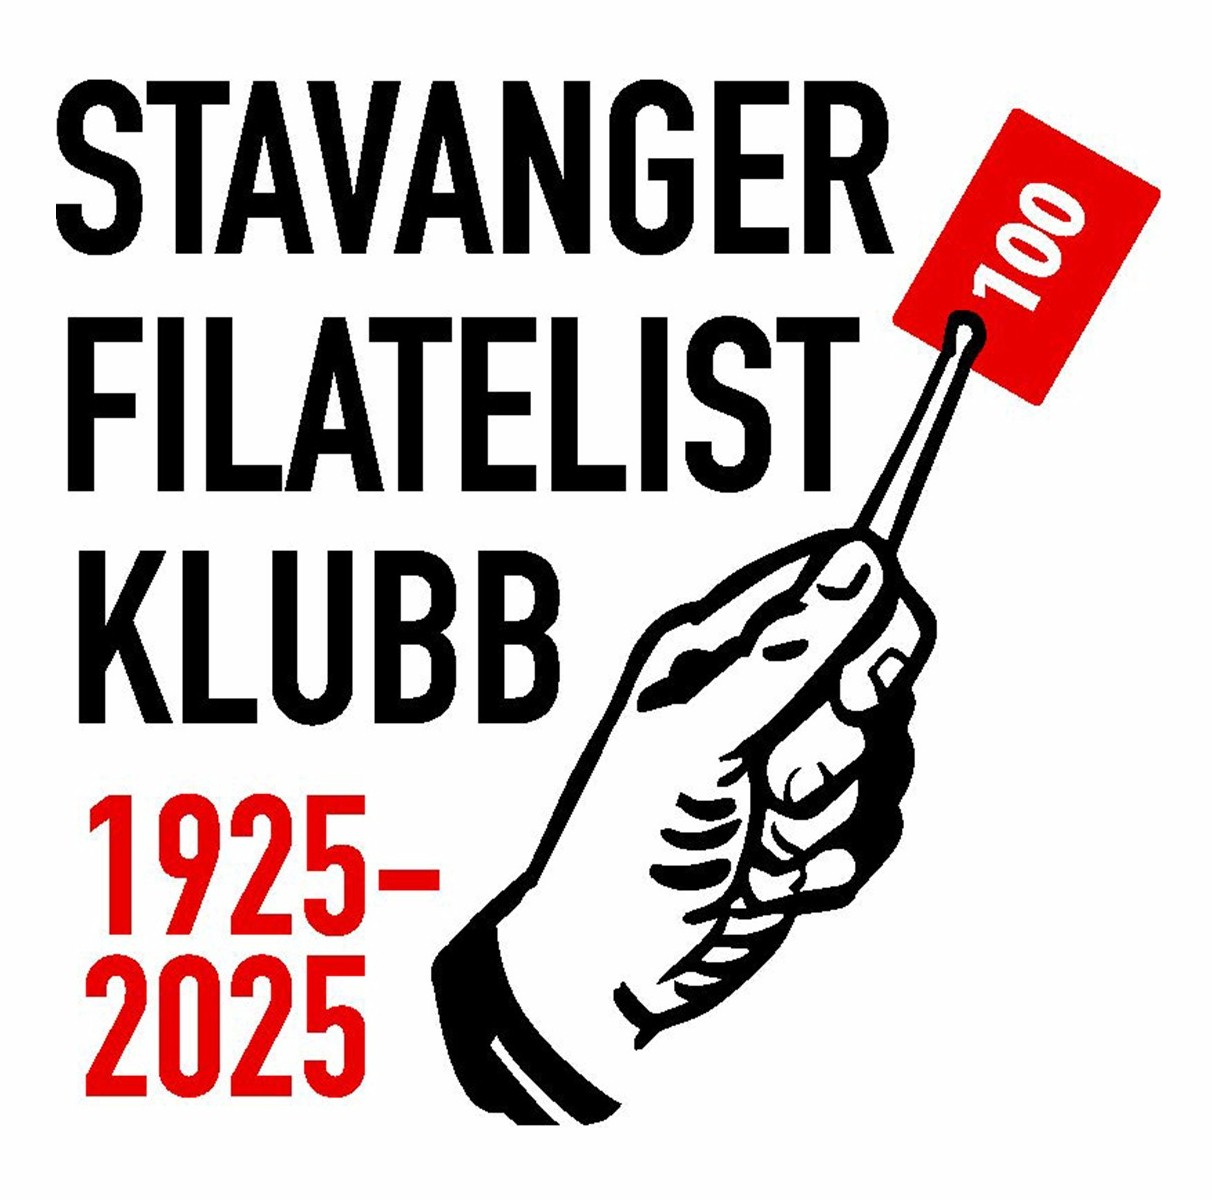 STAVANGER
100
FILATELIST
KLUBB
1925–
2025